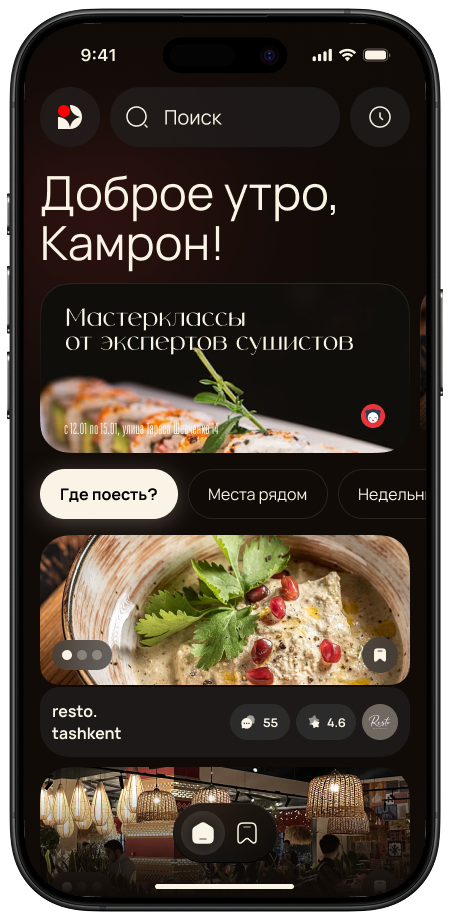 9:41
Поиск
Доброе утро,
Камрон!
Мастерклассы
от экспертов сушистов
с 12.01 по 15.01, улица Тараса Шевченко 14
Где поесть?
Места рядом
resto.
tashkent
55
4.6
Resto